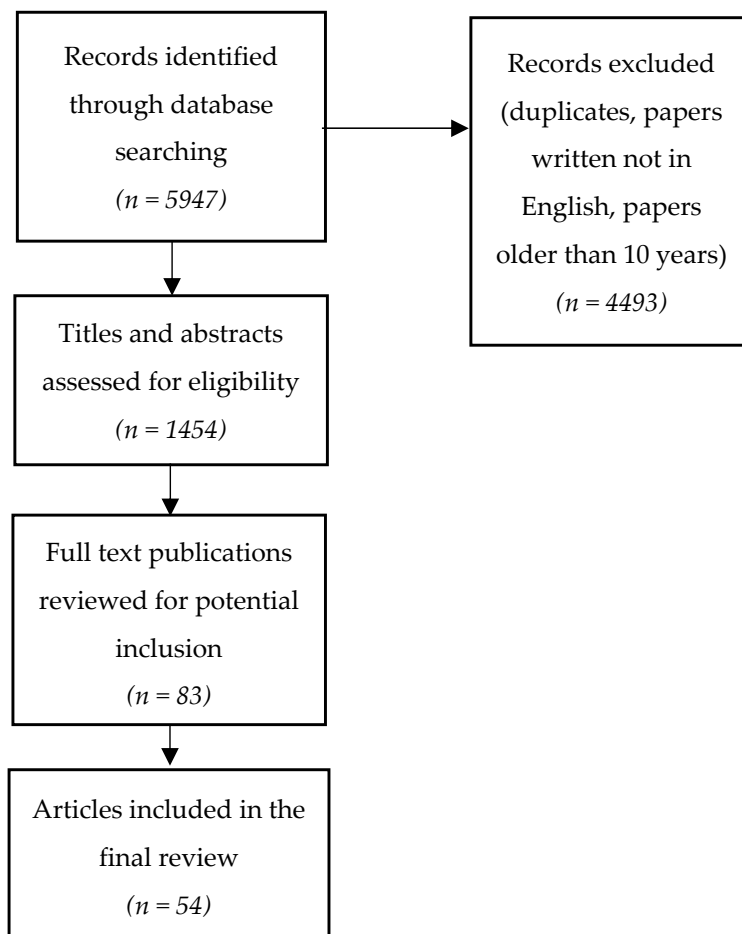 Records identified
through database
searching
(n = 5947)
Records excluded
(duplicates, papers
written not in
English, papers
older than 10 years)
(n = 4493)
Titles and abstracts
assessed for eligibility
(n = 1454)
Full text publications
reviewed for potential
inclusion
(n = 83)
Articles included in the
final review
(n = 54)